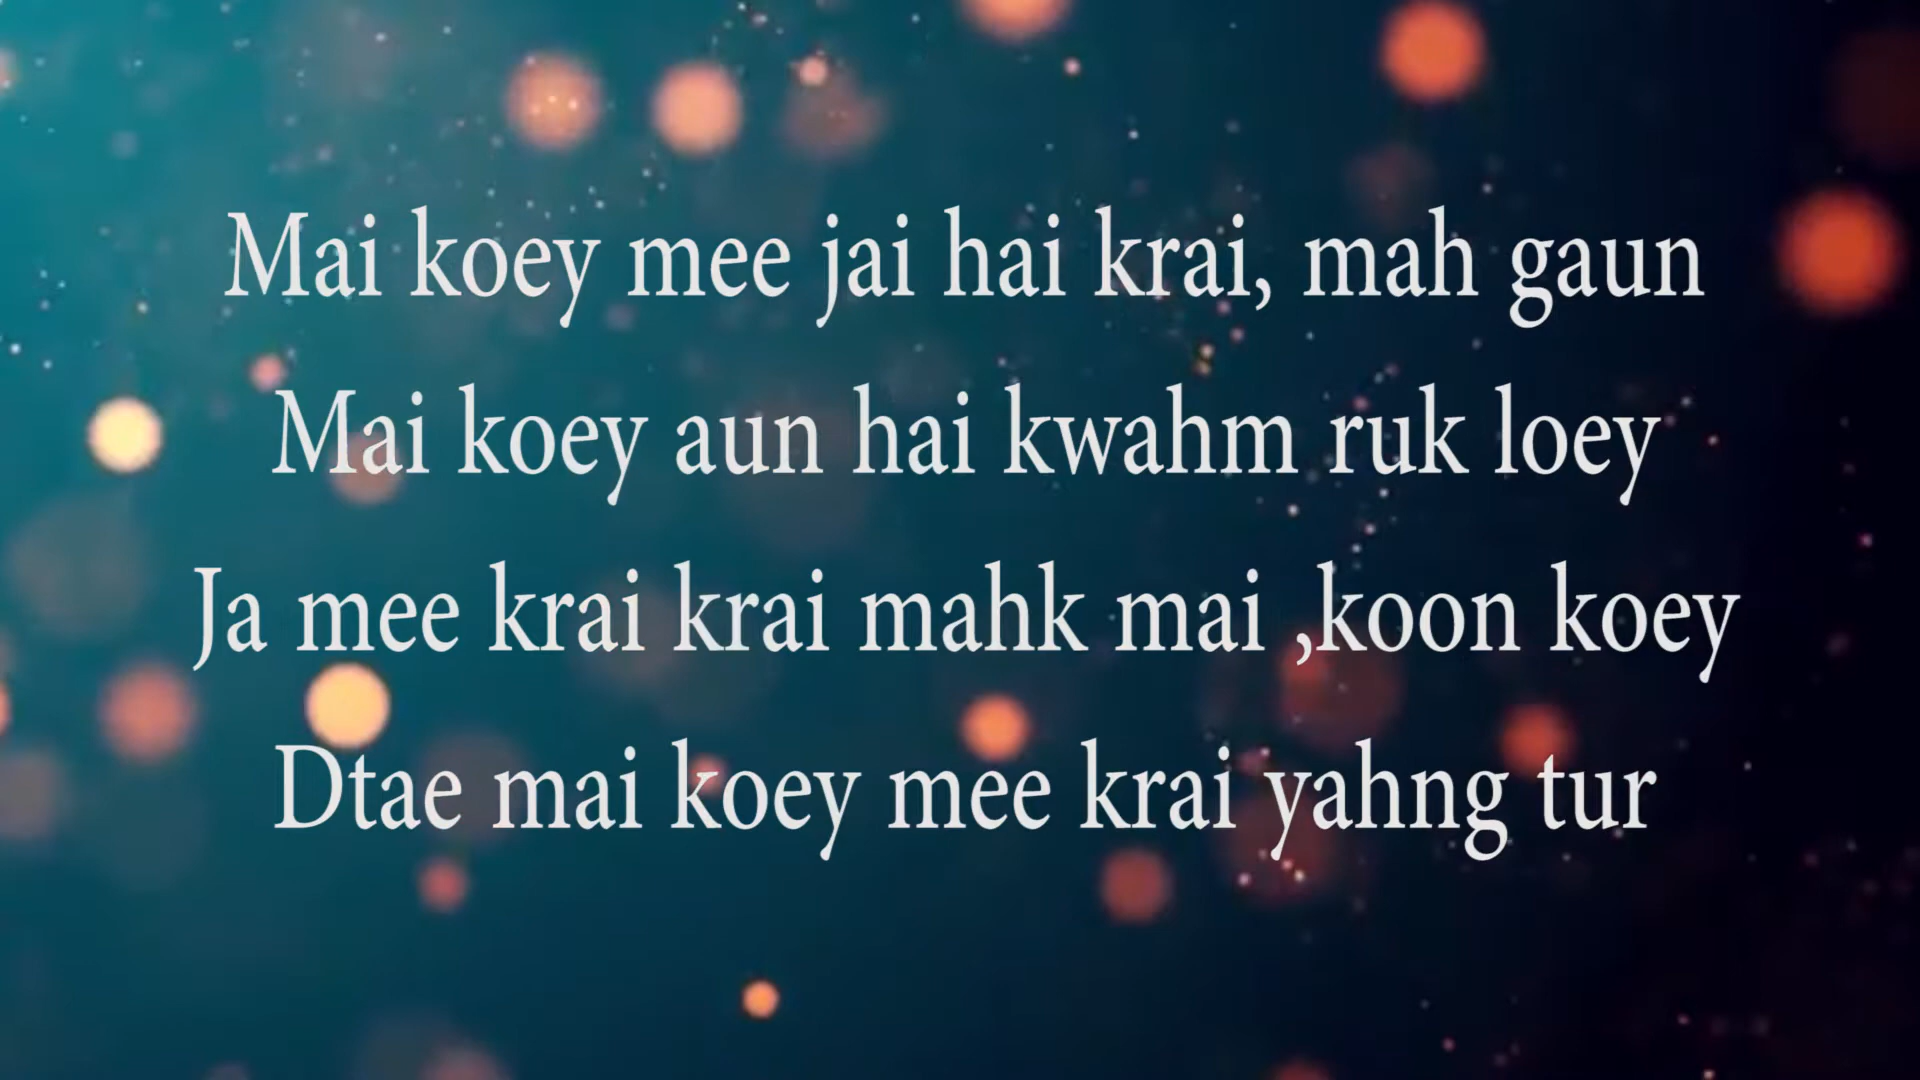 Mai koey mee jai hai krai, mah gaun
Mai koey aun hai kwahm ruk loey
Ja mee krai krai mahk mai ,koon koey
Dtae mai koey mee krai yahng tur